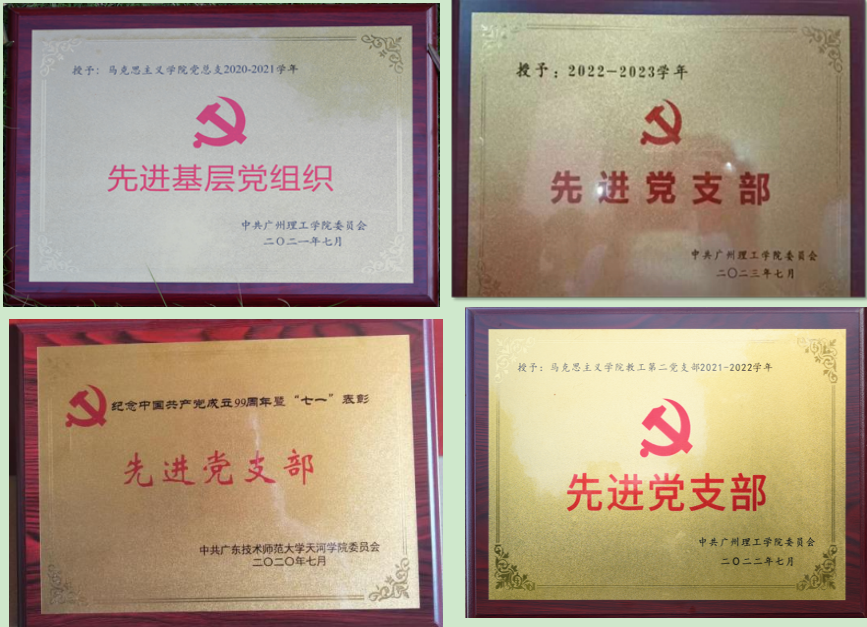 授予：马克思主义学院党总支2020-2021学年
先进基层党组织
中共广州理工学院委员会
二〇二一年七月
授予：2022-2023学年
先进党支部
中共广州理工学院委员会
二〇二三年七月
纪念中国共产党成立99周年暨“七一”表彰
先进党支部
中共广东技术师范大学天河学院委员会
二〇二〇年七月
授予：马克思主义学院教工第二党支部2021-2022学年
先进党支部
中共广州理工学院委员会
二〇二二年七月